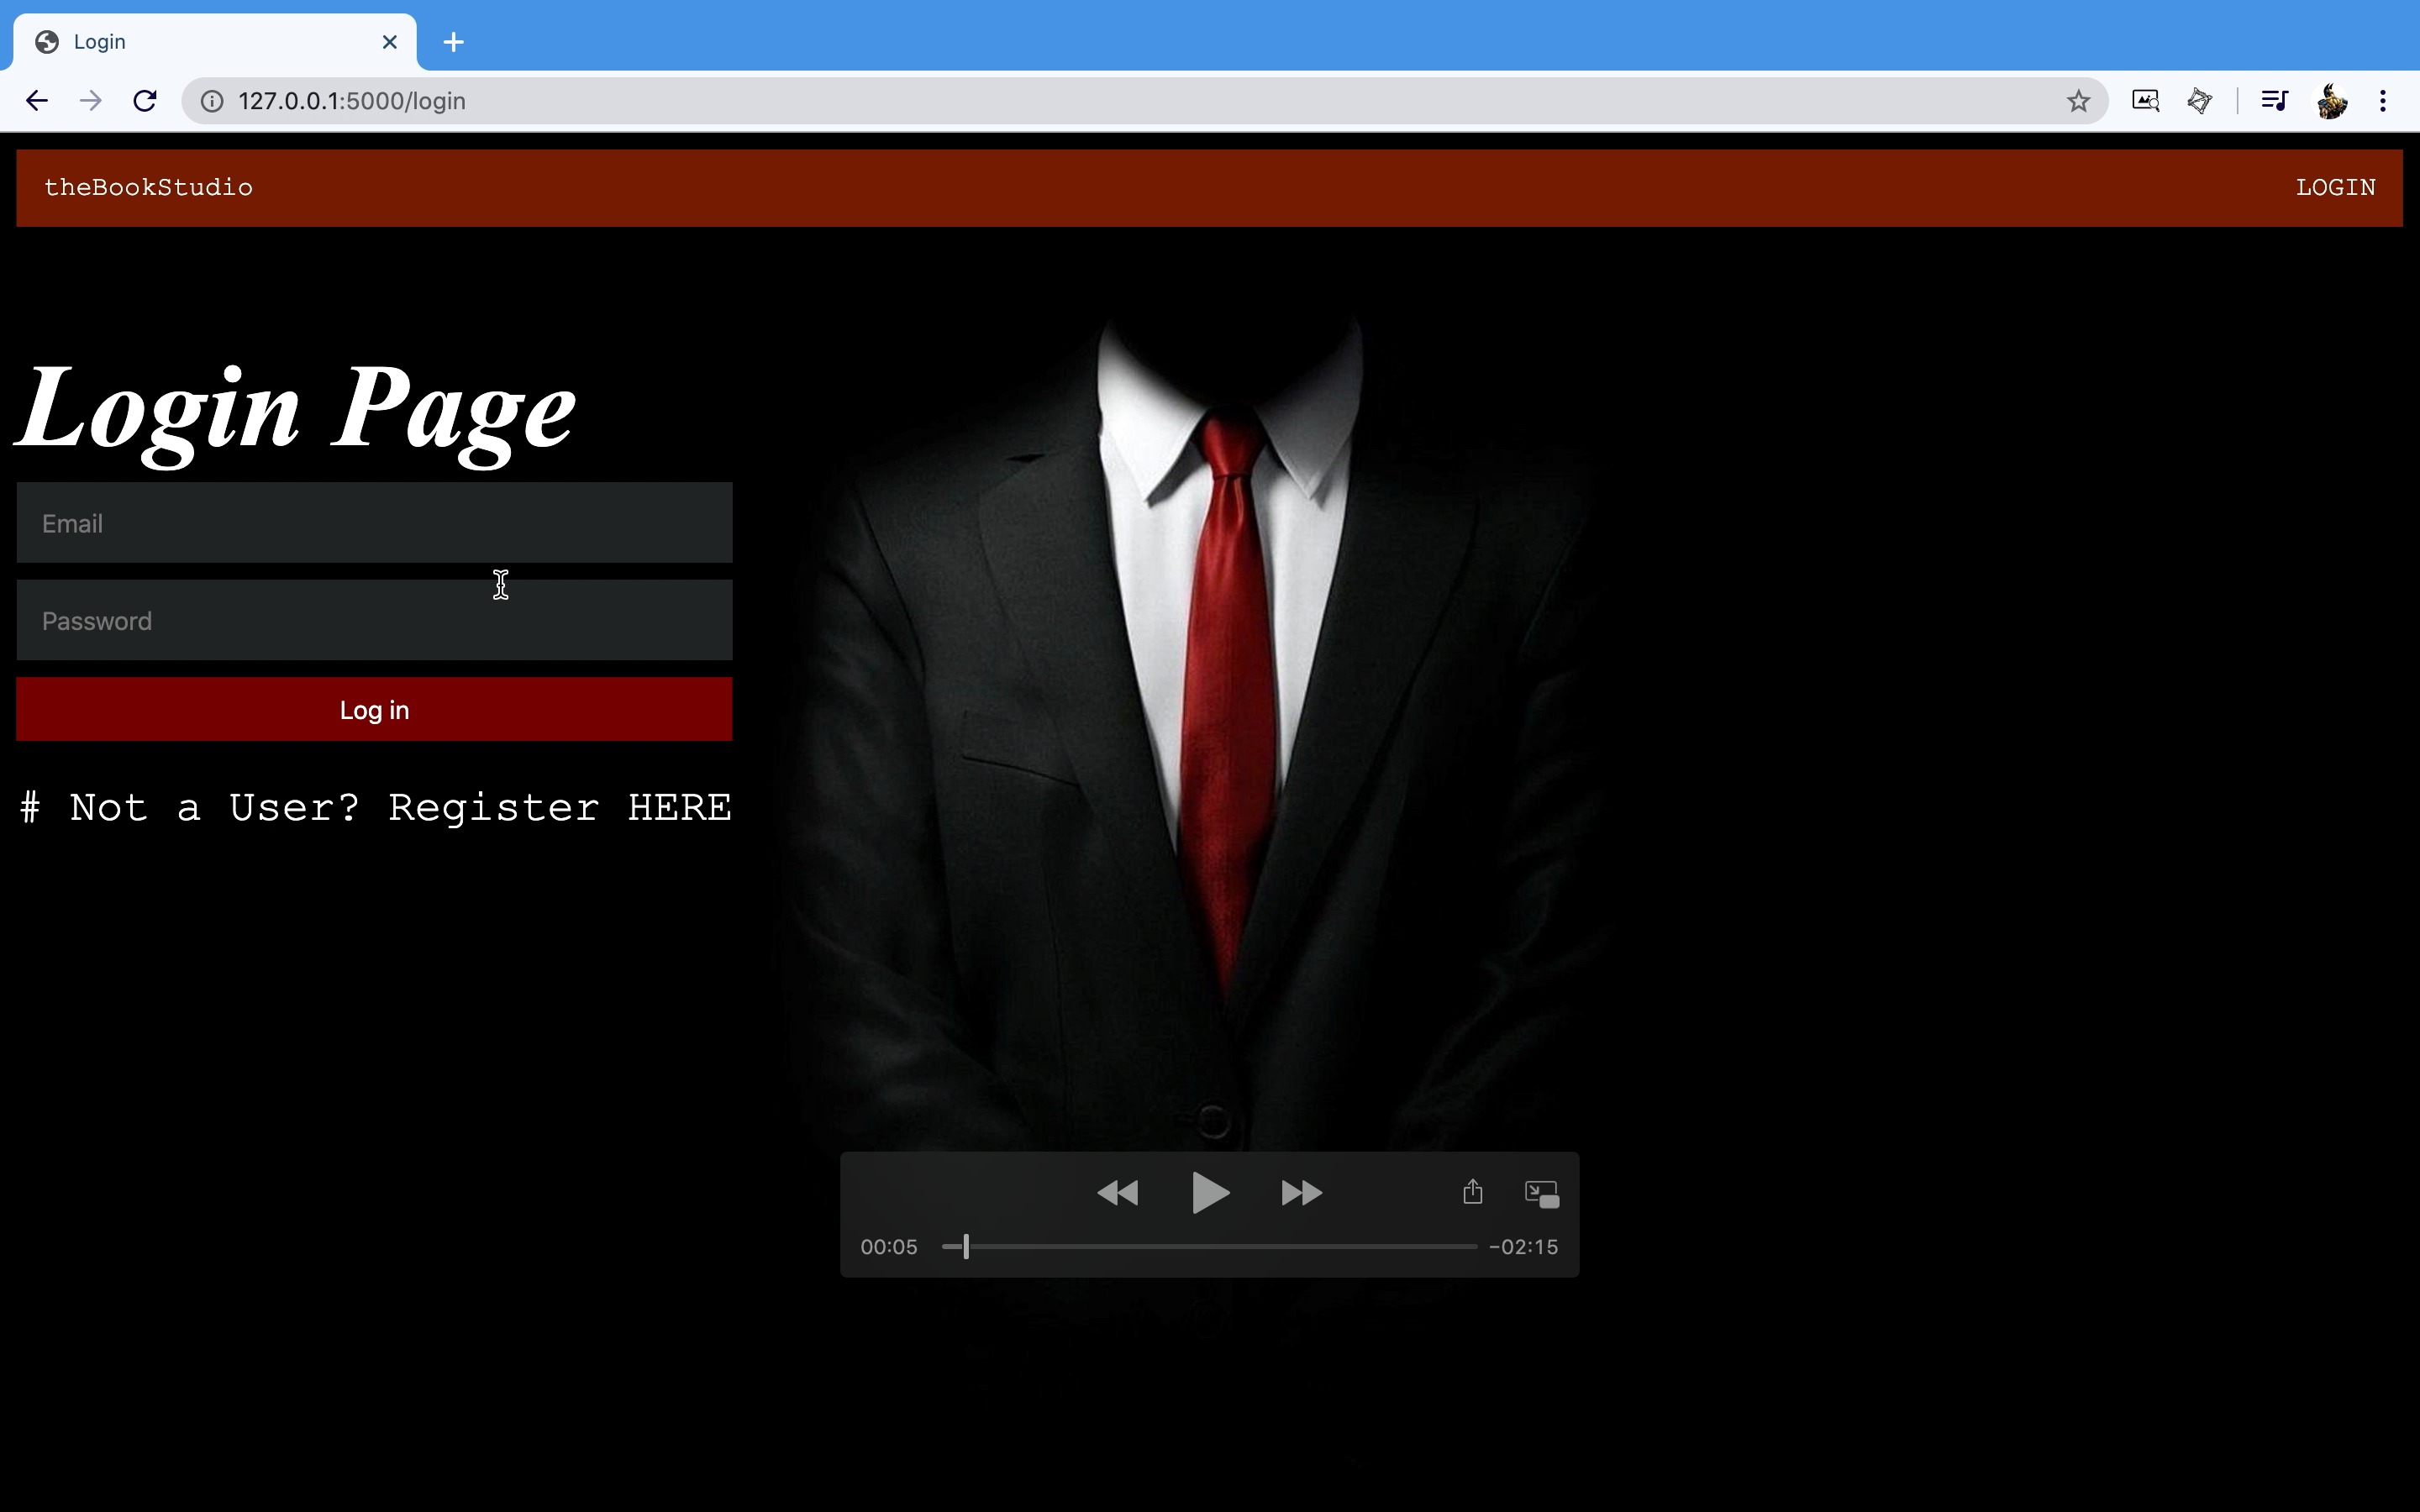 Login
127.0.0.1:5000/login
theBookStudio
LOGIN
Login Page
Email
Password
Log in
# Not a User? Register HERE
00:05
-02:15